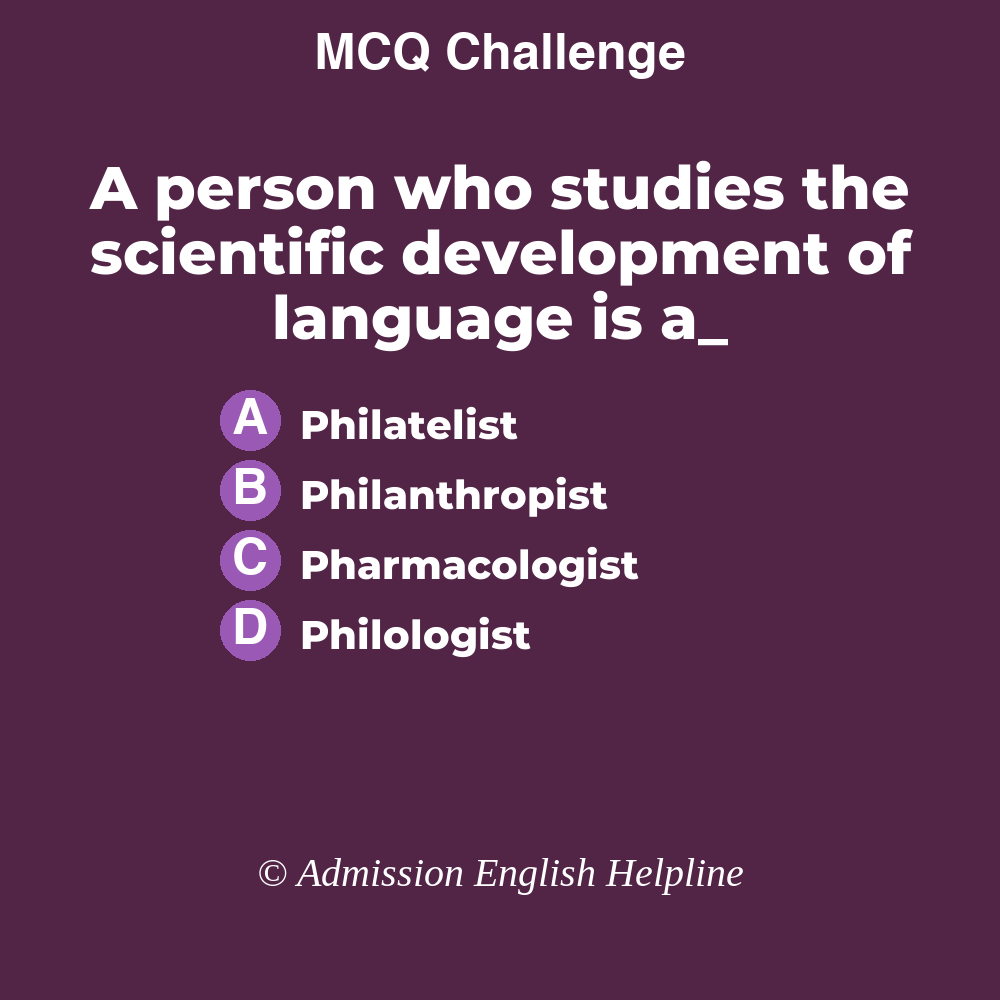 MCQ Challenge
A person who studies the
scientific development of
language is a_
A Philatelist
B Philanthropist
C Pharmacologist
D Philologist
© Admission English Helpline